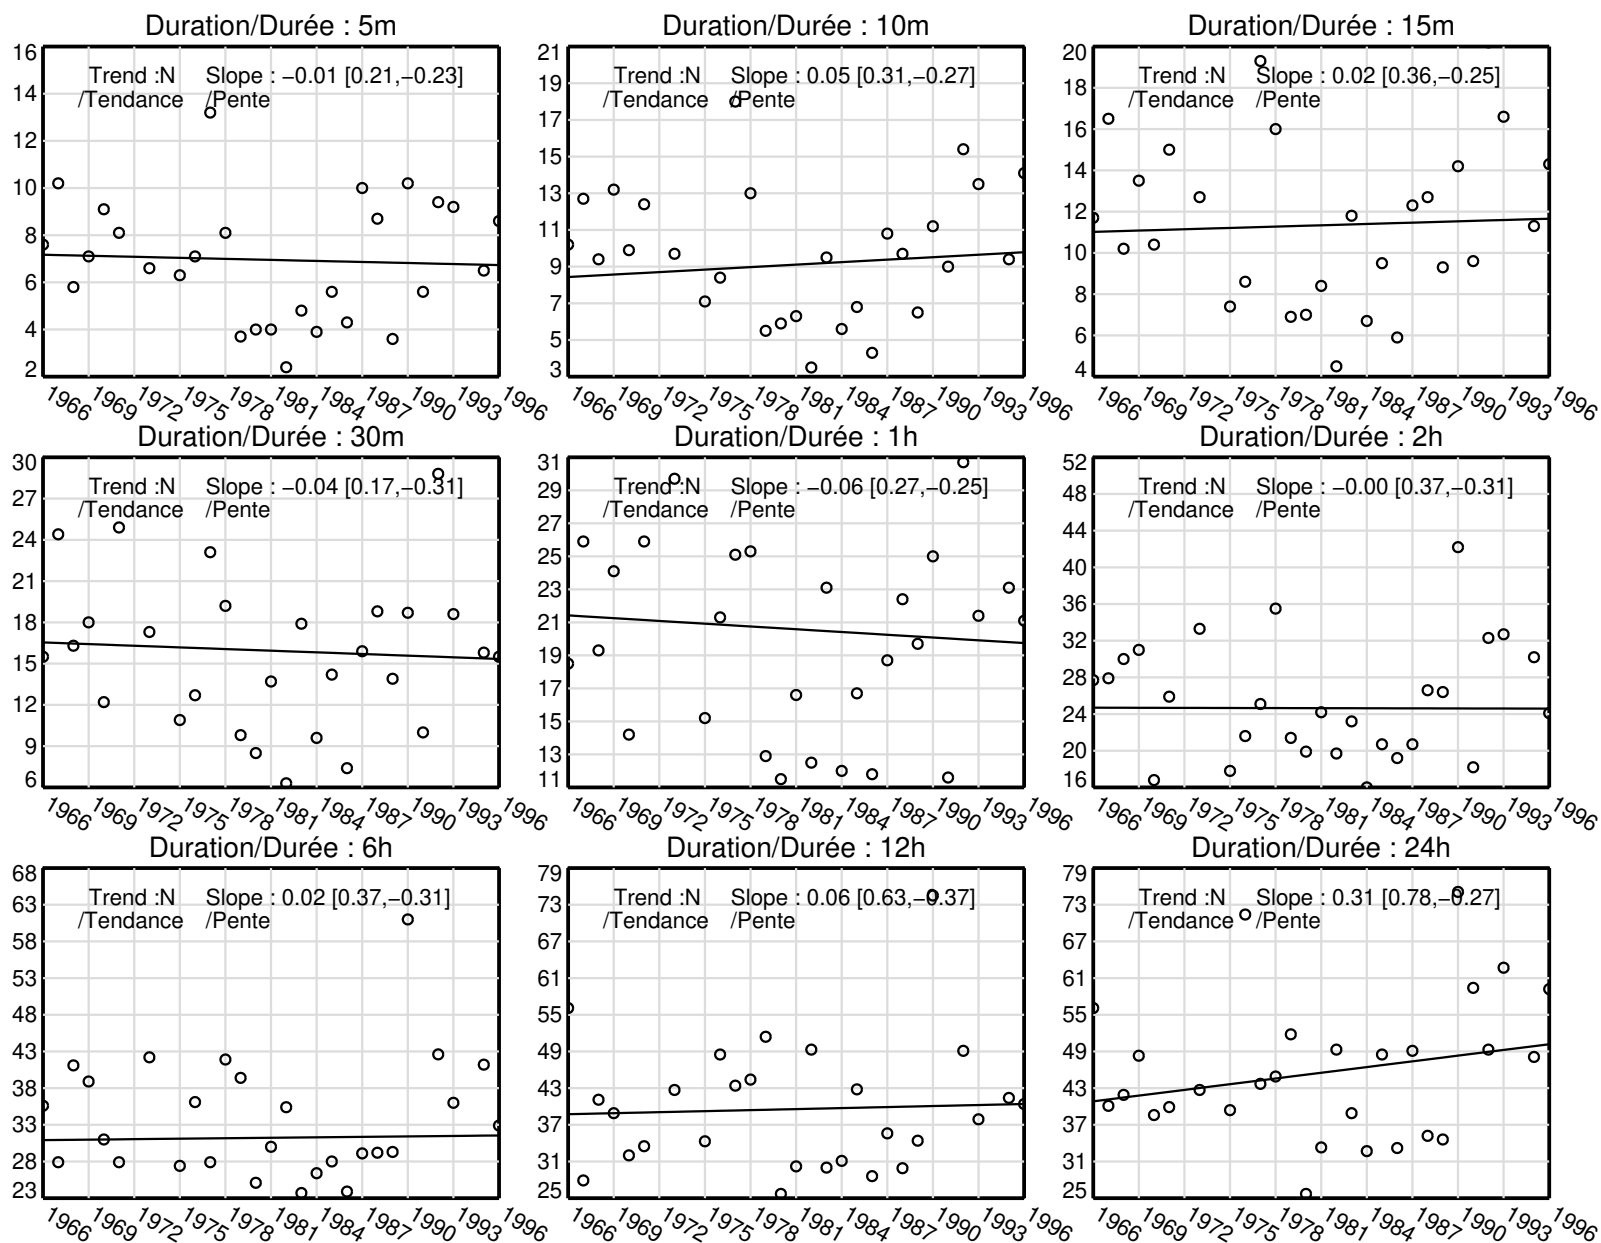 Duration/Durée : 5m
16
14
12
10
8
6
4
2
Trend :N Slope : −0.01 [0.21,−0.23]
/Tendance /Pente
1966 1969 1972 1975 1978 1981 1984 1987 1990 1993 1996
Duration/Durée : 10m
21
19
17
15
13
11
9
7
5
3
Trend :N Slope : 0.05 [0.31,−0.27]
/Tendance /Pente
1966 1969 1972 1975 1978 1981 1984 1987 1990 1993 1996
Duration/Durée : 15m
20
18
16
14
12
10
8
6
4
Trend :N Slope : 0.02 [0.36,−0.25]
/Tendance /Pente
1966 1969 1972 1975 1978 1981 1984 1987 1990 1993 1996
Duration/Durée : 30m
30
27
24
21
18
15
12
9
6
Trend :N Slope : −0.04 [0.17,−0.31]
/Tendance /Pente
1966 1969 1972 1975 1978 1981 1984 1987 1990 1993 1996
Duration/Durée : 1h
31
29
27
25
23
21
19
17
15
13
11
Trend :N Slope : −0.06 [0.27,−0.25]
/Tendance /Pente
1966 1969 1972 1975 1978 1981 1984 1987 1990 1993 1996
Duration/Durée : 2h
52
48
44
40
36
32
28
24
20
16
Trend :N Slope : −0.00 [0.37,−0.31]
/Tendance /Pente
1966 1969 1972 1975 1978 1981 1984 1987 1990 1993 1996
Duration/Durée : 6h
68
63
58
53
48
43
38
33
28
23
Trend :N Slope : 0.02 [0.37,−0.31]
/Tendance /Pente
1966 1969 1972 1975 1978 1981 1984 1987 1990 1993 1996
Duration/Durée : 12h
79
73
67
61
55
49
43
37
31
25
Trend :N Slope : 0.06 [0.63,−0.37]
/Tendance /Pente
1966 1969 1972 1975 1978 1981 1984 1987 1990 1993 1996
Duration/Durée : 24h
79
73
67
61
55
49
43
37
31
25
Trend :N Slope : 0.31 [0.78,−0.27]
/Tendance /Pente
1966 1969 1972 1975 1978 1981 1984 1987 1990 1993 1996